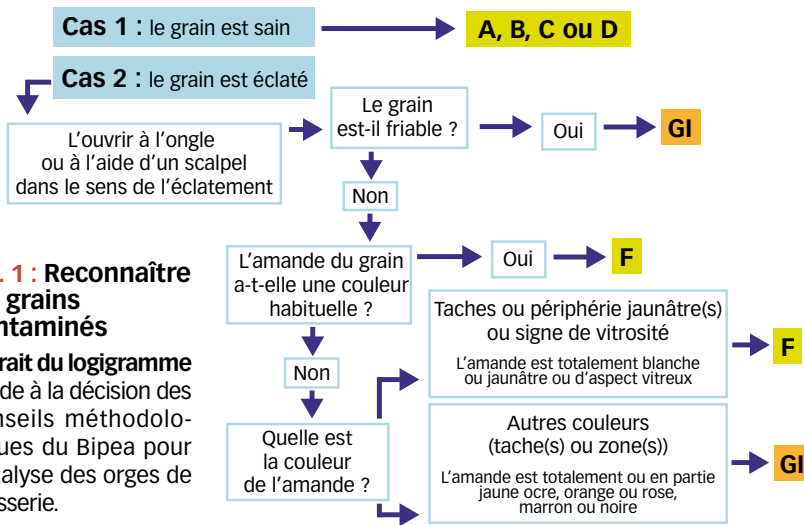 Cas 1 : le grain est sain
A, B, C ou D
Cas 2 : le grain est éclaté
L'ouvrir à l'ongle
ou à l'aide d'un scalpel
dans le sens de l'éclatement
Le grain
est-il friable ?
Oui
GI
Non
L'amande du grain
a-t-elle une couleur
habituelle ?
Oui
F
Non
Quelle est
la couleur
de l'amande ?
Taches ou périphérie jaunâtre(s)
ou signe de vitrosité
L'amande est totalement blanche
ou jaunâtre ou d'aspect vitreux
F
Autres couleurs
(tache(s) ou zone(s))
L'amande est totalement ou en partie
jaune ocre, orange ou rose,
marron ou noire
GI
. 1 : Reconnaître
grains
ntaminés
rait du logigramme
de à la décision des
nseils méthodolo-
ues du Bipea pour
alyse des orges de
sserie.